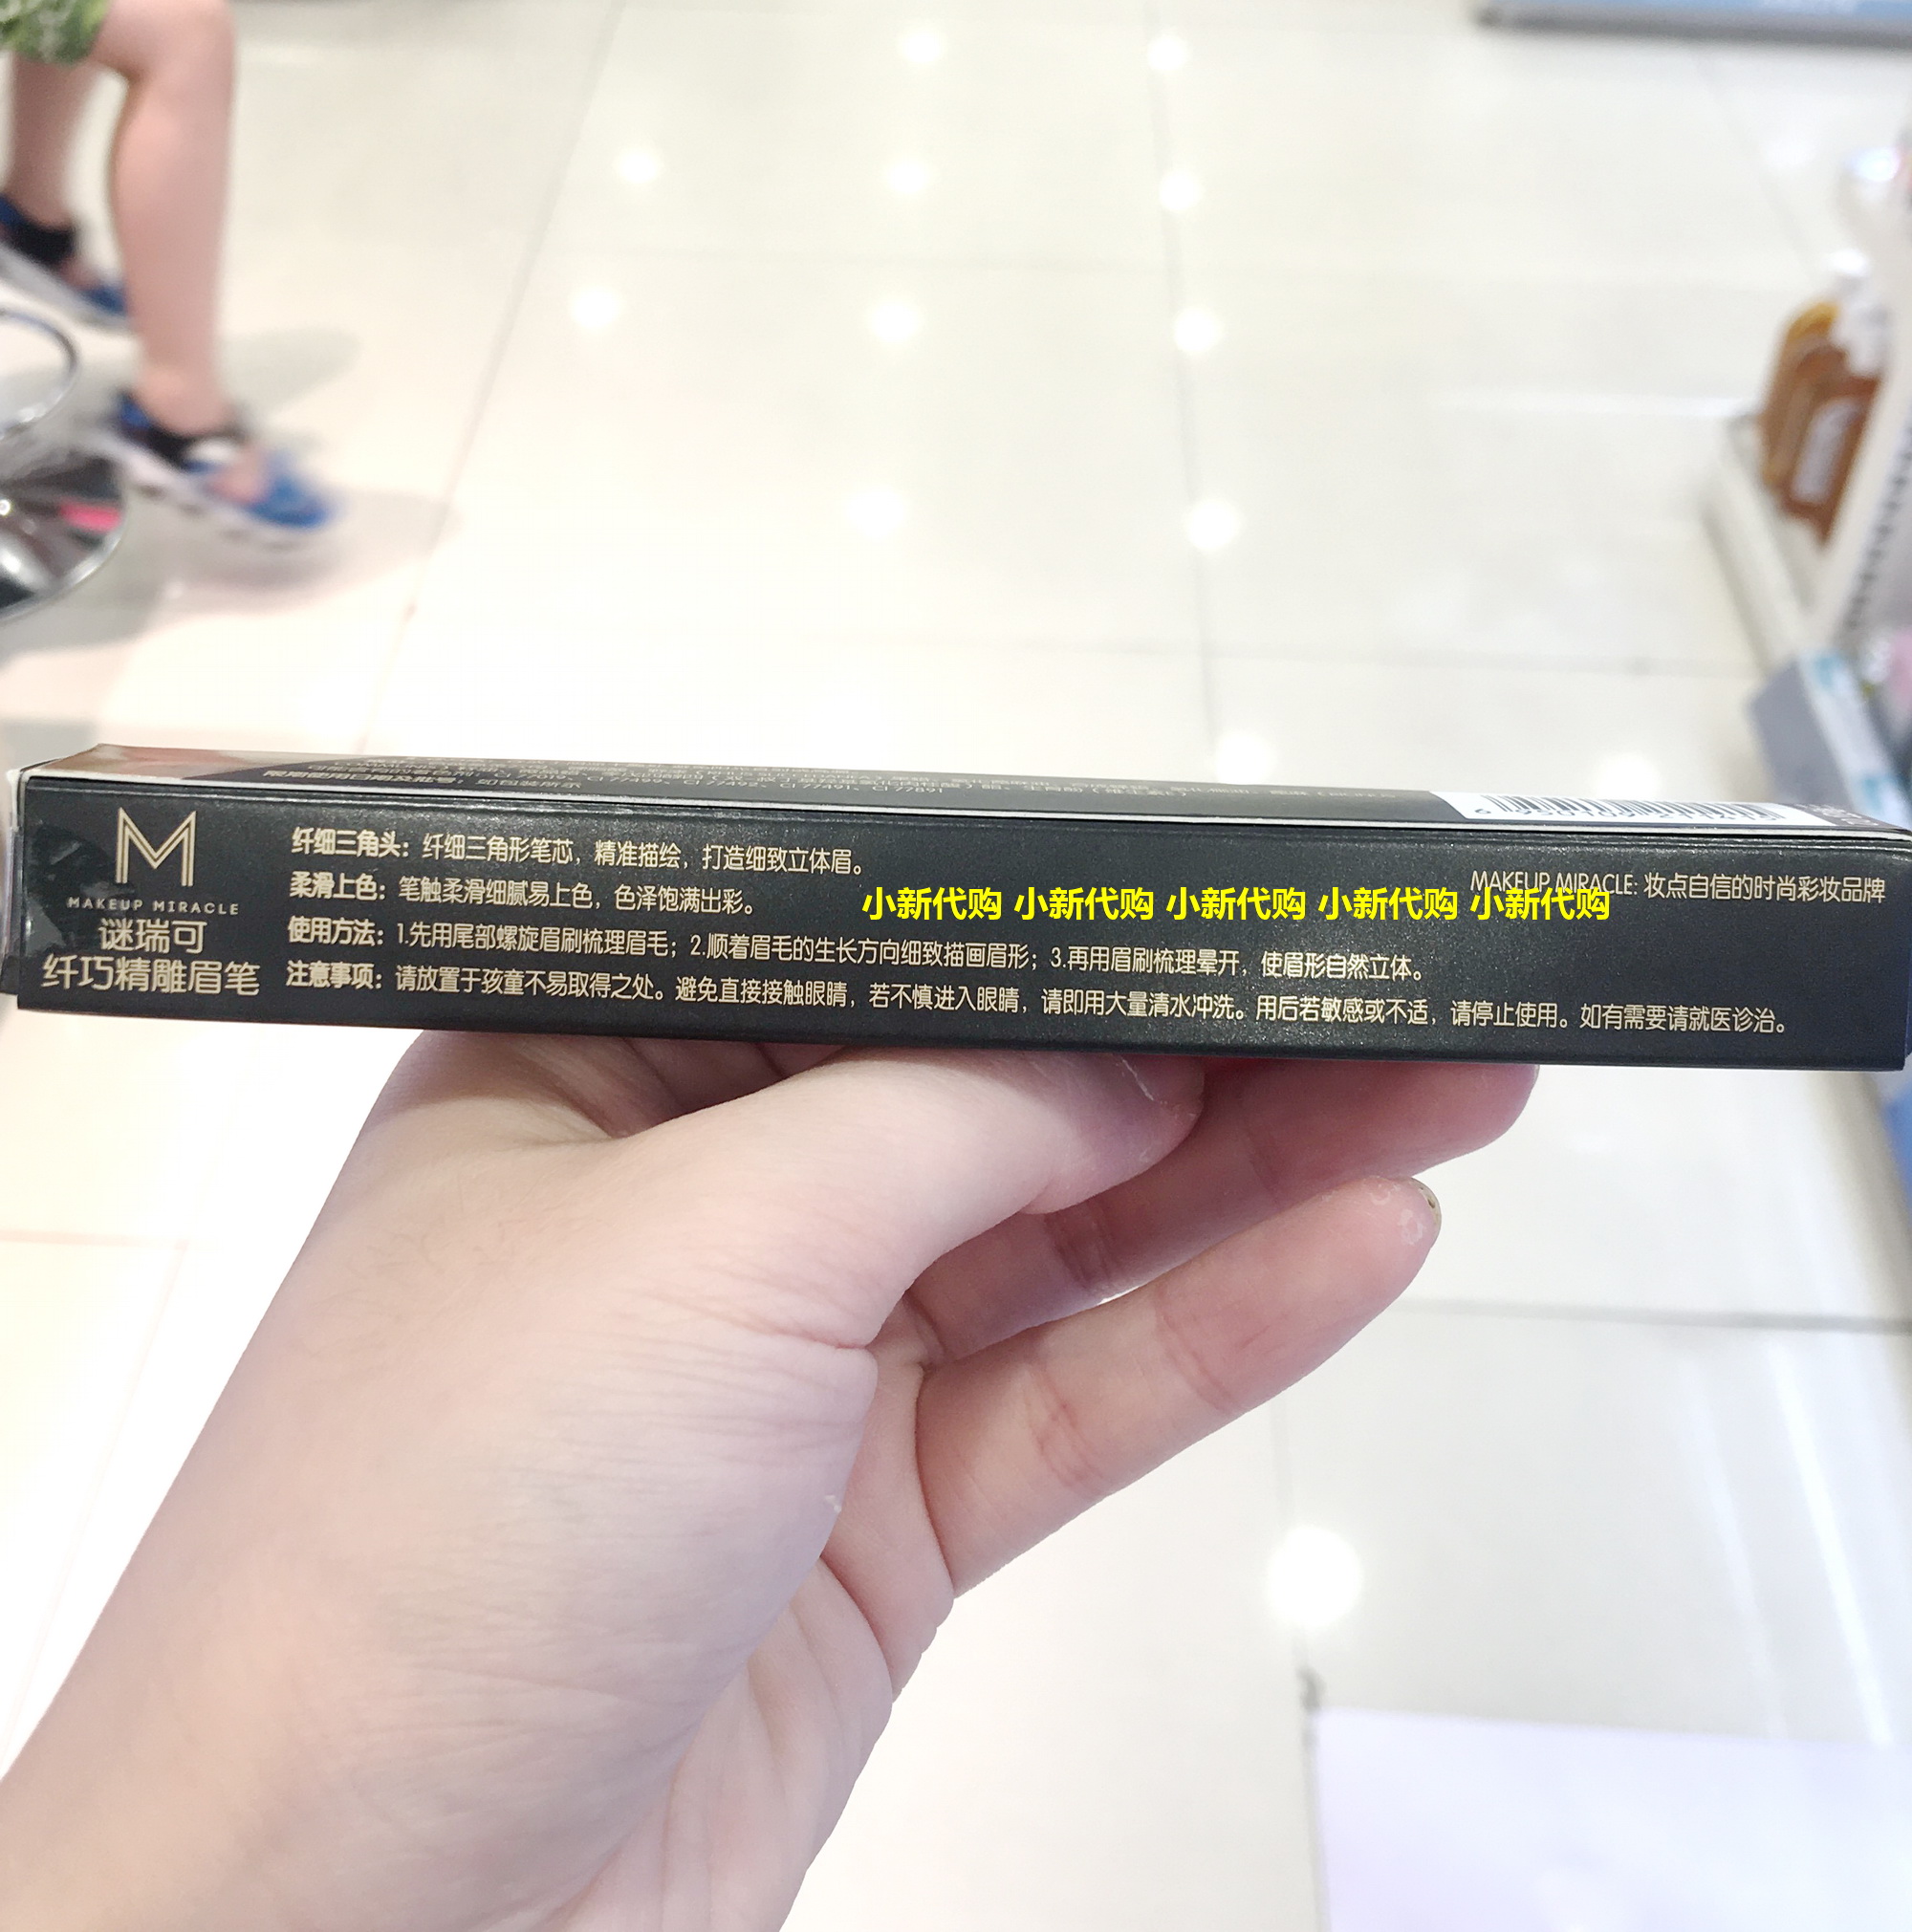 M
MAKEUP MIRACLE
谜瑞可
纤巧精雕眉笔
纤细三角头：纤细三角形笔芯，精准描绘，打造细致立体眉。
柔滑上色：笔触柔滑细腻易上色，色泽饱满出彩。
使用方法：1.先用尾部螺旋眉刷梳理眉毛；2.顺着眉毛的生长方向细致描画眉形；3.再用眉刷梳理晕开，使眉形自然立体。
注意事项：请放置于孩童不易取得之处。避免直接接触眼睛，若不慎进入眼睛，请即用大量清水冲洗。用后若敏感或不适，请停止使用。如有需要请就医诊治。
MAKEUP MIRACLE: 妆点自信的时尚彩妆品牌
小新代购 小新代购 小新代购 小新代购 小新代购